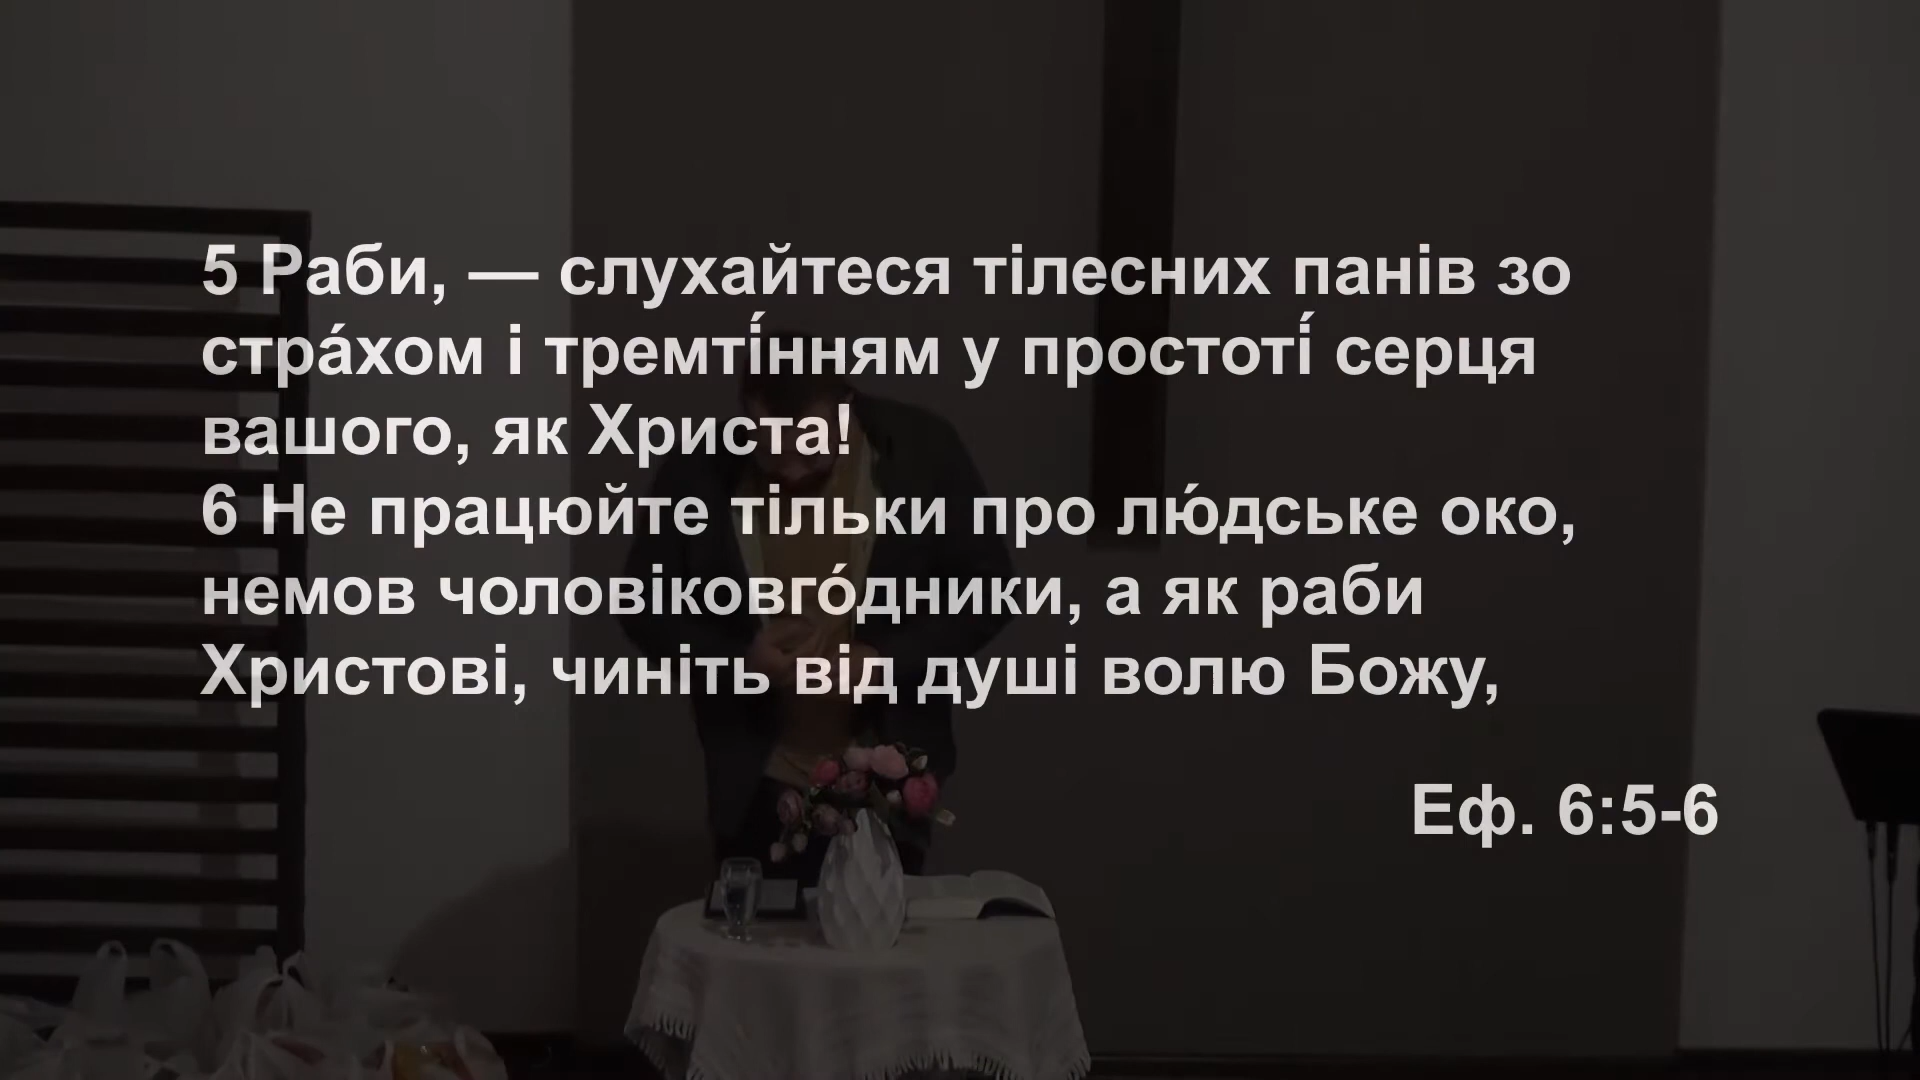 5 Раби, — слухайтеся тілесних панів зо
стра́хом і тремті́нням у простоті́ серця
вашого, як Христа!
6 Не працюйте тільки про лю́дське око,
немов чоловіковго́дники, а як раби
Христові, чиніть від душі волю Божу,
Еф. 6:5-6